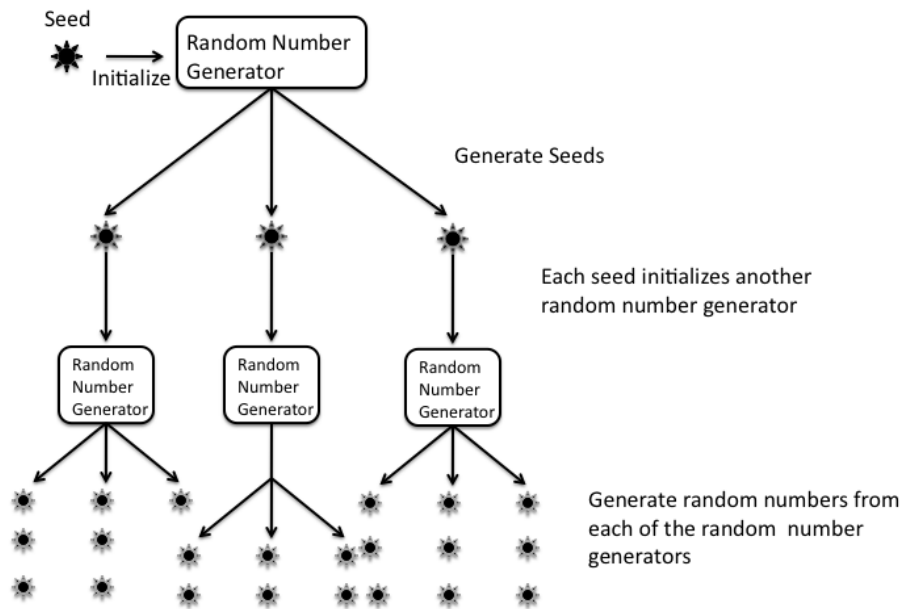 Seed
Initialize
Random Number
Generator
Generate Seeds
Each seed initializes another
random number generator
Random
Number
Generator
Random
Number
Generator
Random
Number
Generator
Generate random numbers from
each of the random number
generators